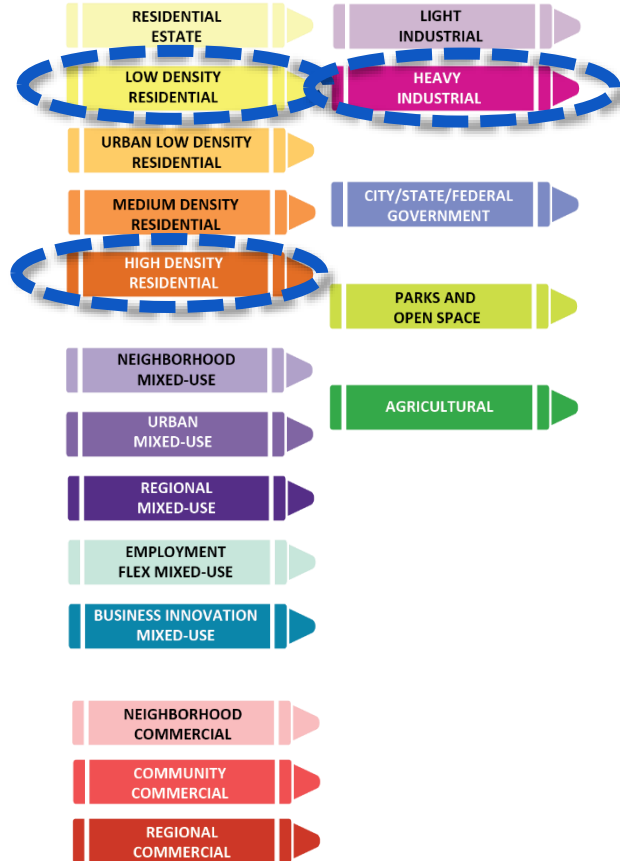 RESIDENTIAL
ESTATE
LOW DENSITY
RESIDENTIAL
URBAN LOW DENSITY
RESIDENTIAL
MEDIUM DENSITY
RESIDENTIAL
HIGH DENSITY
RESIDENTIAL
NEIGHBORHOOD
MIXED-USE
URBAN
MIXED-USE
REGIONAL
MIXED-USE
EMPLOYMENT
FLEX MIXED-USE
BUSINESS INNOVATION
MIXED-USE
NEIGHBORHOOD
COMMERCIAL
COMMUNITY
COMMERCIAL
REGIONAL
COMMERCIAL
LIGHT
INDUSTRIAL
HEAVY
INDUSTRIAL
CITY/STATE/FEDERAL
GOVERNMENT
PARKS AND
OPEN SPACE
AGRICULTURAL